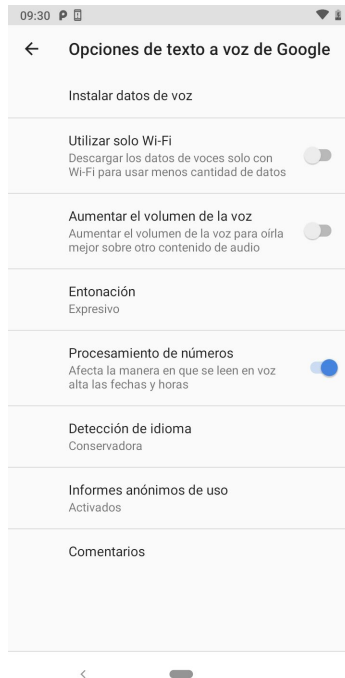 09:30
Opciones de texto a voz de Google
Instalar datos de voz
Utilizar solo Wi-Fi
Descargar los datos de voces solo con
Wi-Fi para usar menos cantidad de datos
Aumentar el volumen de la voz
Aumentar el volumen de la voz para oírla
mejor sobre otro contenido de audio
Entonación
Expresivo
Procesamiento de números
Afecta la manera en que se leen en voz
alta las fechas y horas
Detección de idioma
Conservadora
Informes anónimos de uso
Activados
Comentarios